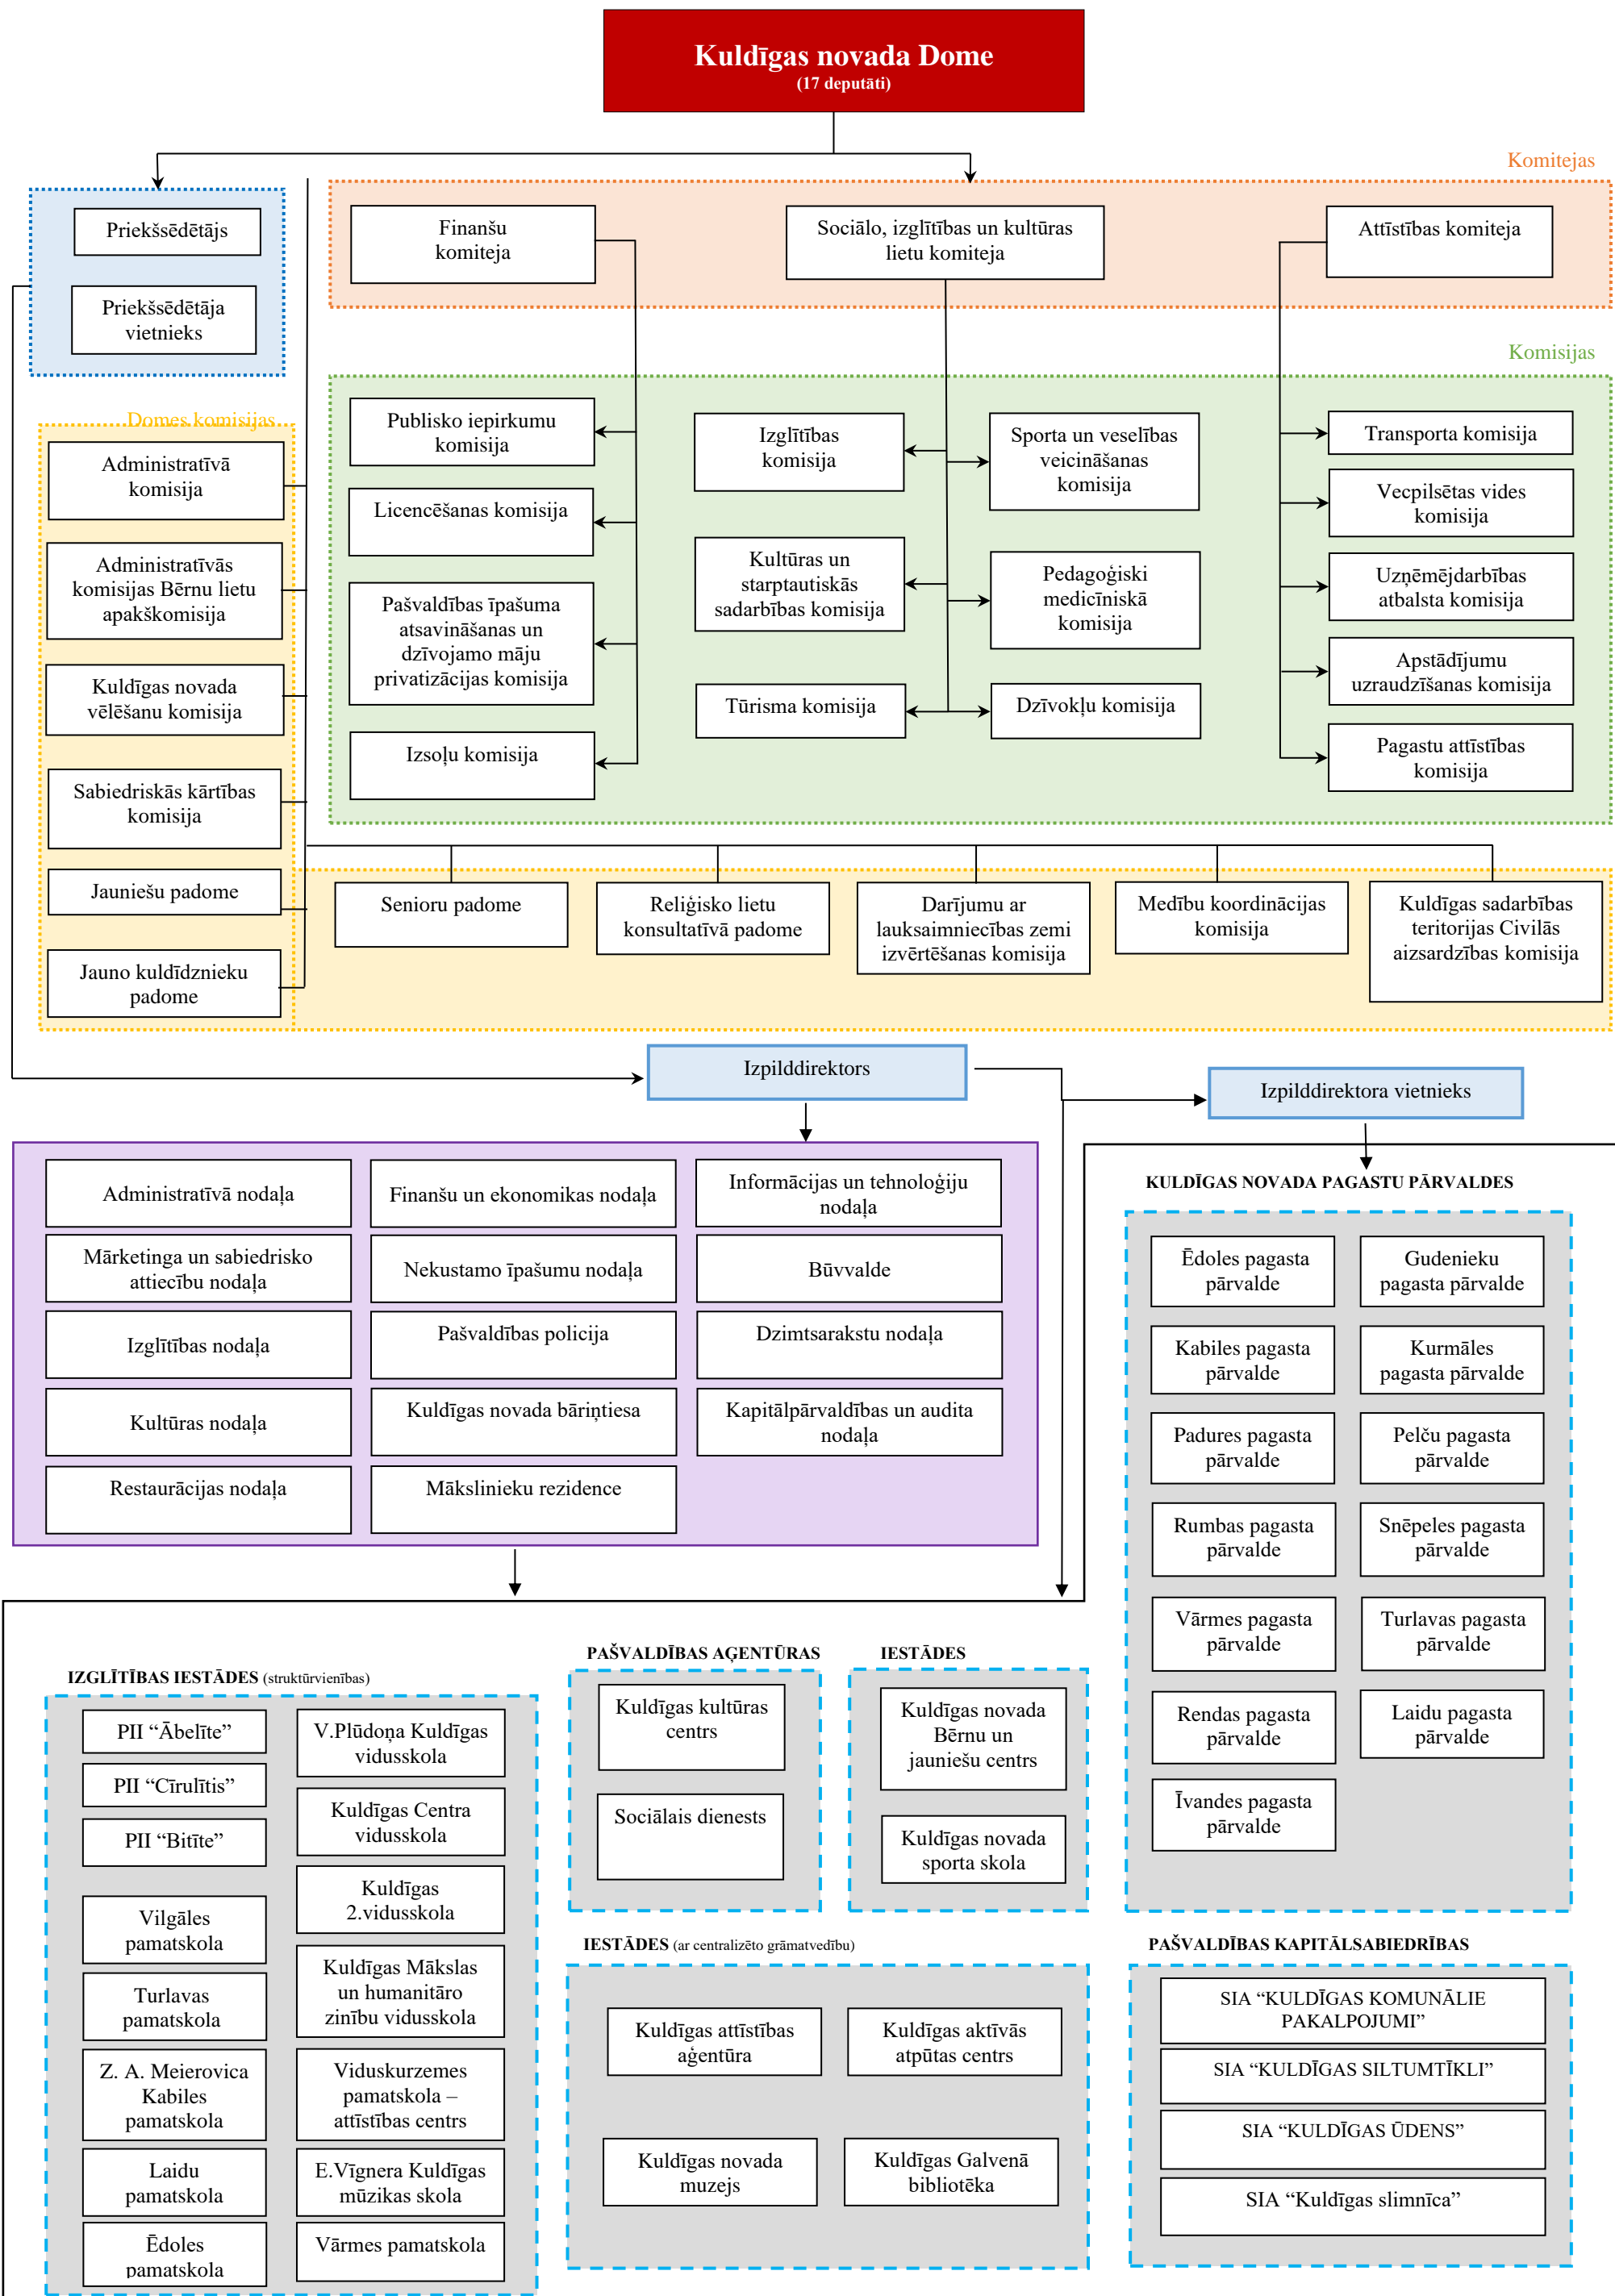 Kuldīgas novada Dome
(17 deputāti)
Komitejas
Priekšsēdētājs
Priekšsēdētāja
vietnieks
Finanšu
komiteja
Sociālo, izglītības un kultūras
lietu komiteja
Attīstības komiteja
Komisijas
Publisko iepirkumu
komisija
Licencēšanas komisija
Pašvaldības īpašuma
atsavināšanas un
dzīvojamo māju
privatizācijas komisija
Izsoļu komisija
Izglītības
komisija
Sporta un veselības
veicināšanas
komisija
Kultūras un
starptautiskās
sadarbības komisija
Pedagoģiski
medicīniskā
komisija
Tūrisma komisija
Dzīvokļu komisija
Transporta komisija
Vecpilsētas vides
komisija
Uzņēmējdarbības
atbalsta komisija
Apstādījumu
uzraudzīšanas komisija
Pagastu attīstības
komisija
Domes komisijas
Administratīvā
komisija
Administratīvās
komisijas Bērnu lietu
apakškomisija
Kuldīgas novada
vēlēšanu komisija
Sabiedriskās kārtības
komisija
Jauniešu padome
Jauno kuldīdznieku
padome
Senioru padome
Reliģisko lietu
konsultatīvā padome
Darījumu ar
lauksaimniecības zemi
izvērtēšanas komisija
Medību koordinācijas
komisija
Kuldīgas sadarbības
teritorijas Civilās
aizsardzības komisija
Izpilddirektors
Izpilddirektora vietnieks
Administratīvā nodaļa
Finanšu un ekonomikas nodaļa
Informācijas un tehnoloģiju
nodaļa
Mārketinga un sabiedrisko
attiecību nodaļa
Nekustamo īpašumu nodaļa
Būvvalde
Izglītības nodaļa
Pašvaldības policija
Dzimtsarakstu nodaļa
Kultūras nodaļa
Kuldīgas novada bāriņtiesa
Kapitālpārvaldības un audita
nodaļa
Restaurācijas nodaļa
Mākslinieku rezidence
KULDĪGAS NOVADA PAGASTU PĀRVALDES
Ēdoles pagasta
pārvalde
Gudenieku
pagasta pārvalde
Kabiles pagasta
pārvalde
Kurmāles
pagasta pārvalde
Padures pagasta
pārvalde
Pelču pagasta
pārvalde
Rumbas pagasta
pārvalde
Snēpeles pagasta
pārvalde
Vārmes pagasta
pārvalde
Turlavas pagasta
pārvalde
Rendas pagasta
pārvalde
Laidu pagasta
pārvalde
Īvandes pagasta
pārvalde
IZGLĪTĪBAS IESTĀDES (struktūrvienības)
PII “Ābelīte”
PII “Cīrulītis”
PII “Bitīte”
Vilgāles
pamatskola
Turlavas
pamatskola
Z. A. Meierovica
Kabiles
pamatskola
Laidu
pamatskola
Ēdoles
pamatskola
V.Plūdoņa Kuldīgas
vidusskola
Kuldīgas Centra
vidusskola
Kuldīgas
2.vidusskola
Kuldīgas Mākslas
un humanitāro
zinību vidusskola
Viduskurzemes
pamatskola –
attīstības centrs
E.Vīgnera Kuldīgas
mūzikas skola
Vārmes pamatskola
PAŠVALDĪBAS AĢENTŪRAS
Kuldīgas kultūras
centrs
Sociālais dienests
IESTĀDES
Kuldīgas novada
Bērnu un
jauniešu centrs
Kuldīgas novada
sporta skola
IESTĀDES (ar centralizēto grāmatvedību)
Kuldīgas attīstības
aģentūra
Kuldīgas aktīvās
atpūtas centrs
Kuldīgas novada
muzejs
Kuldīgas Galvenā
bibliotēka
PAŠVALDĪBAS KAPITĀLSABIEDRĪBAS
SIA “KULDĪGAS KOMUNĀLIE
PAKALPOJUMI”
SIA “KULDĪGAS SILTUMTĪKLI”
SIA “KULDĪGAS ŪDENS”
SIA “Kuldīgas slimnīca”